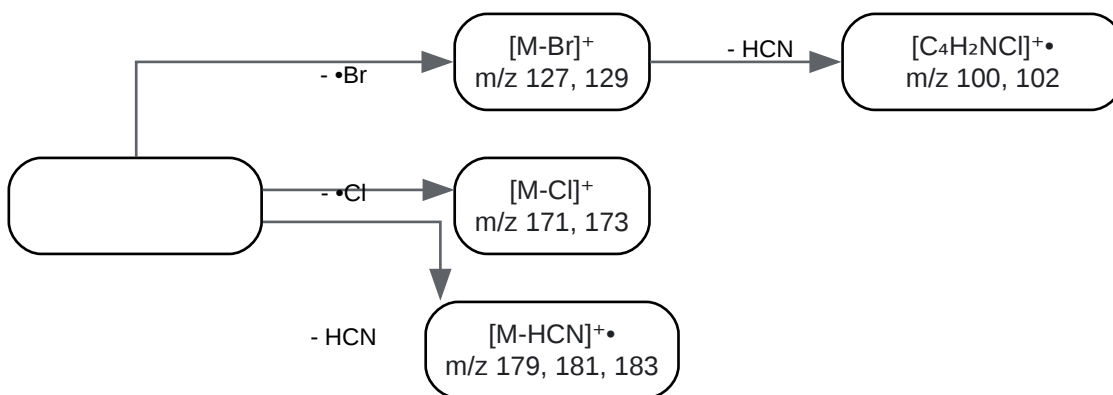 - •Br
[M-Br]⁺
m/z 127, 129
- HCN
[C₄H₂NCl]⁺•
m/z 100, 102
- •Cl
[M-Cl]⁺
m/z 171, 173
- HCN
[M-HCN]⁺•
m/z 179, 181, 183